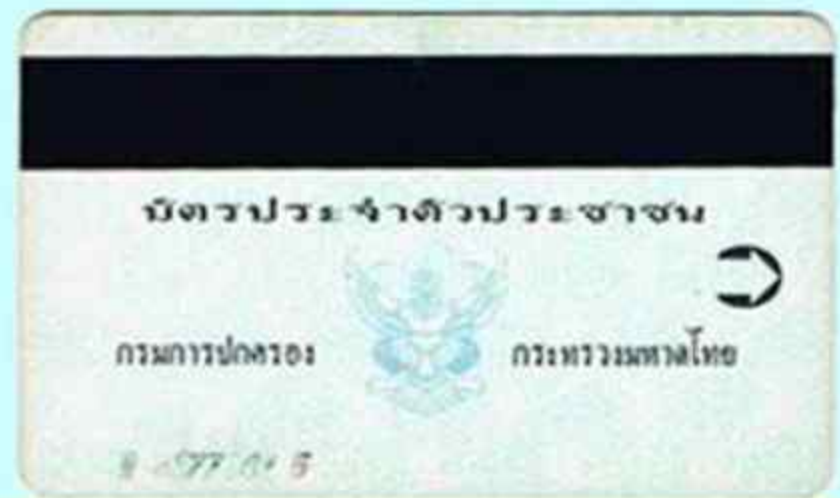 บัตรประจำตัวประชาชน
กรมการปกครอง กระทรวงมหาดไทย